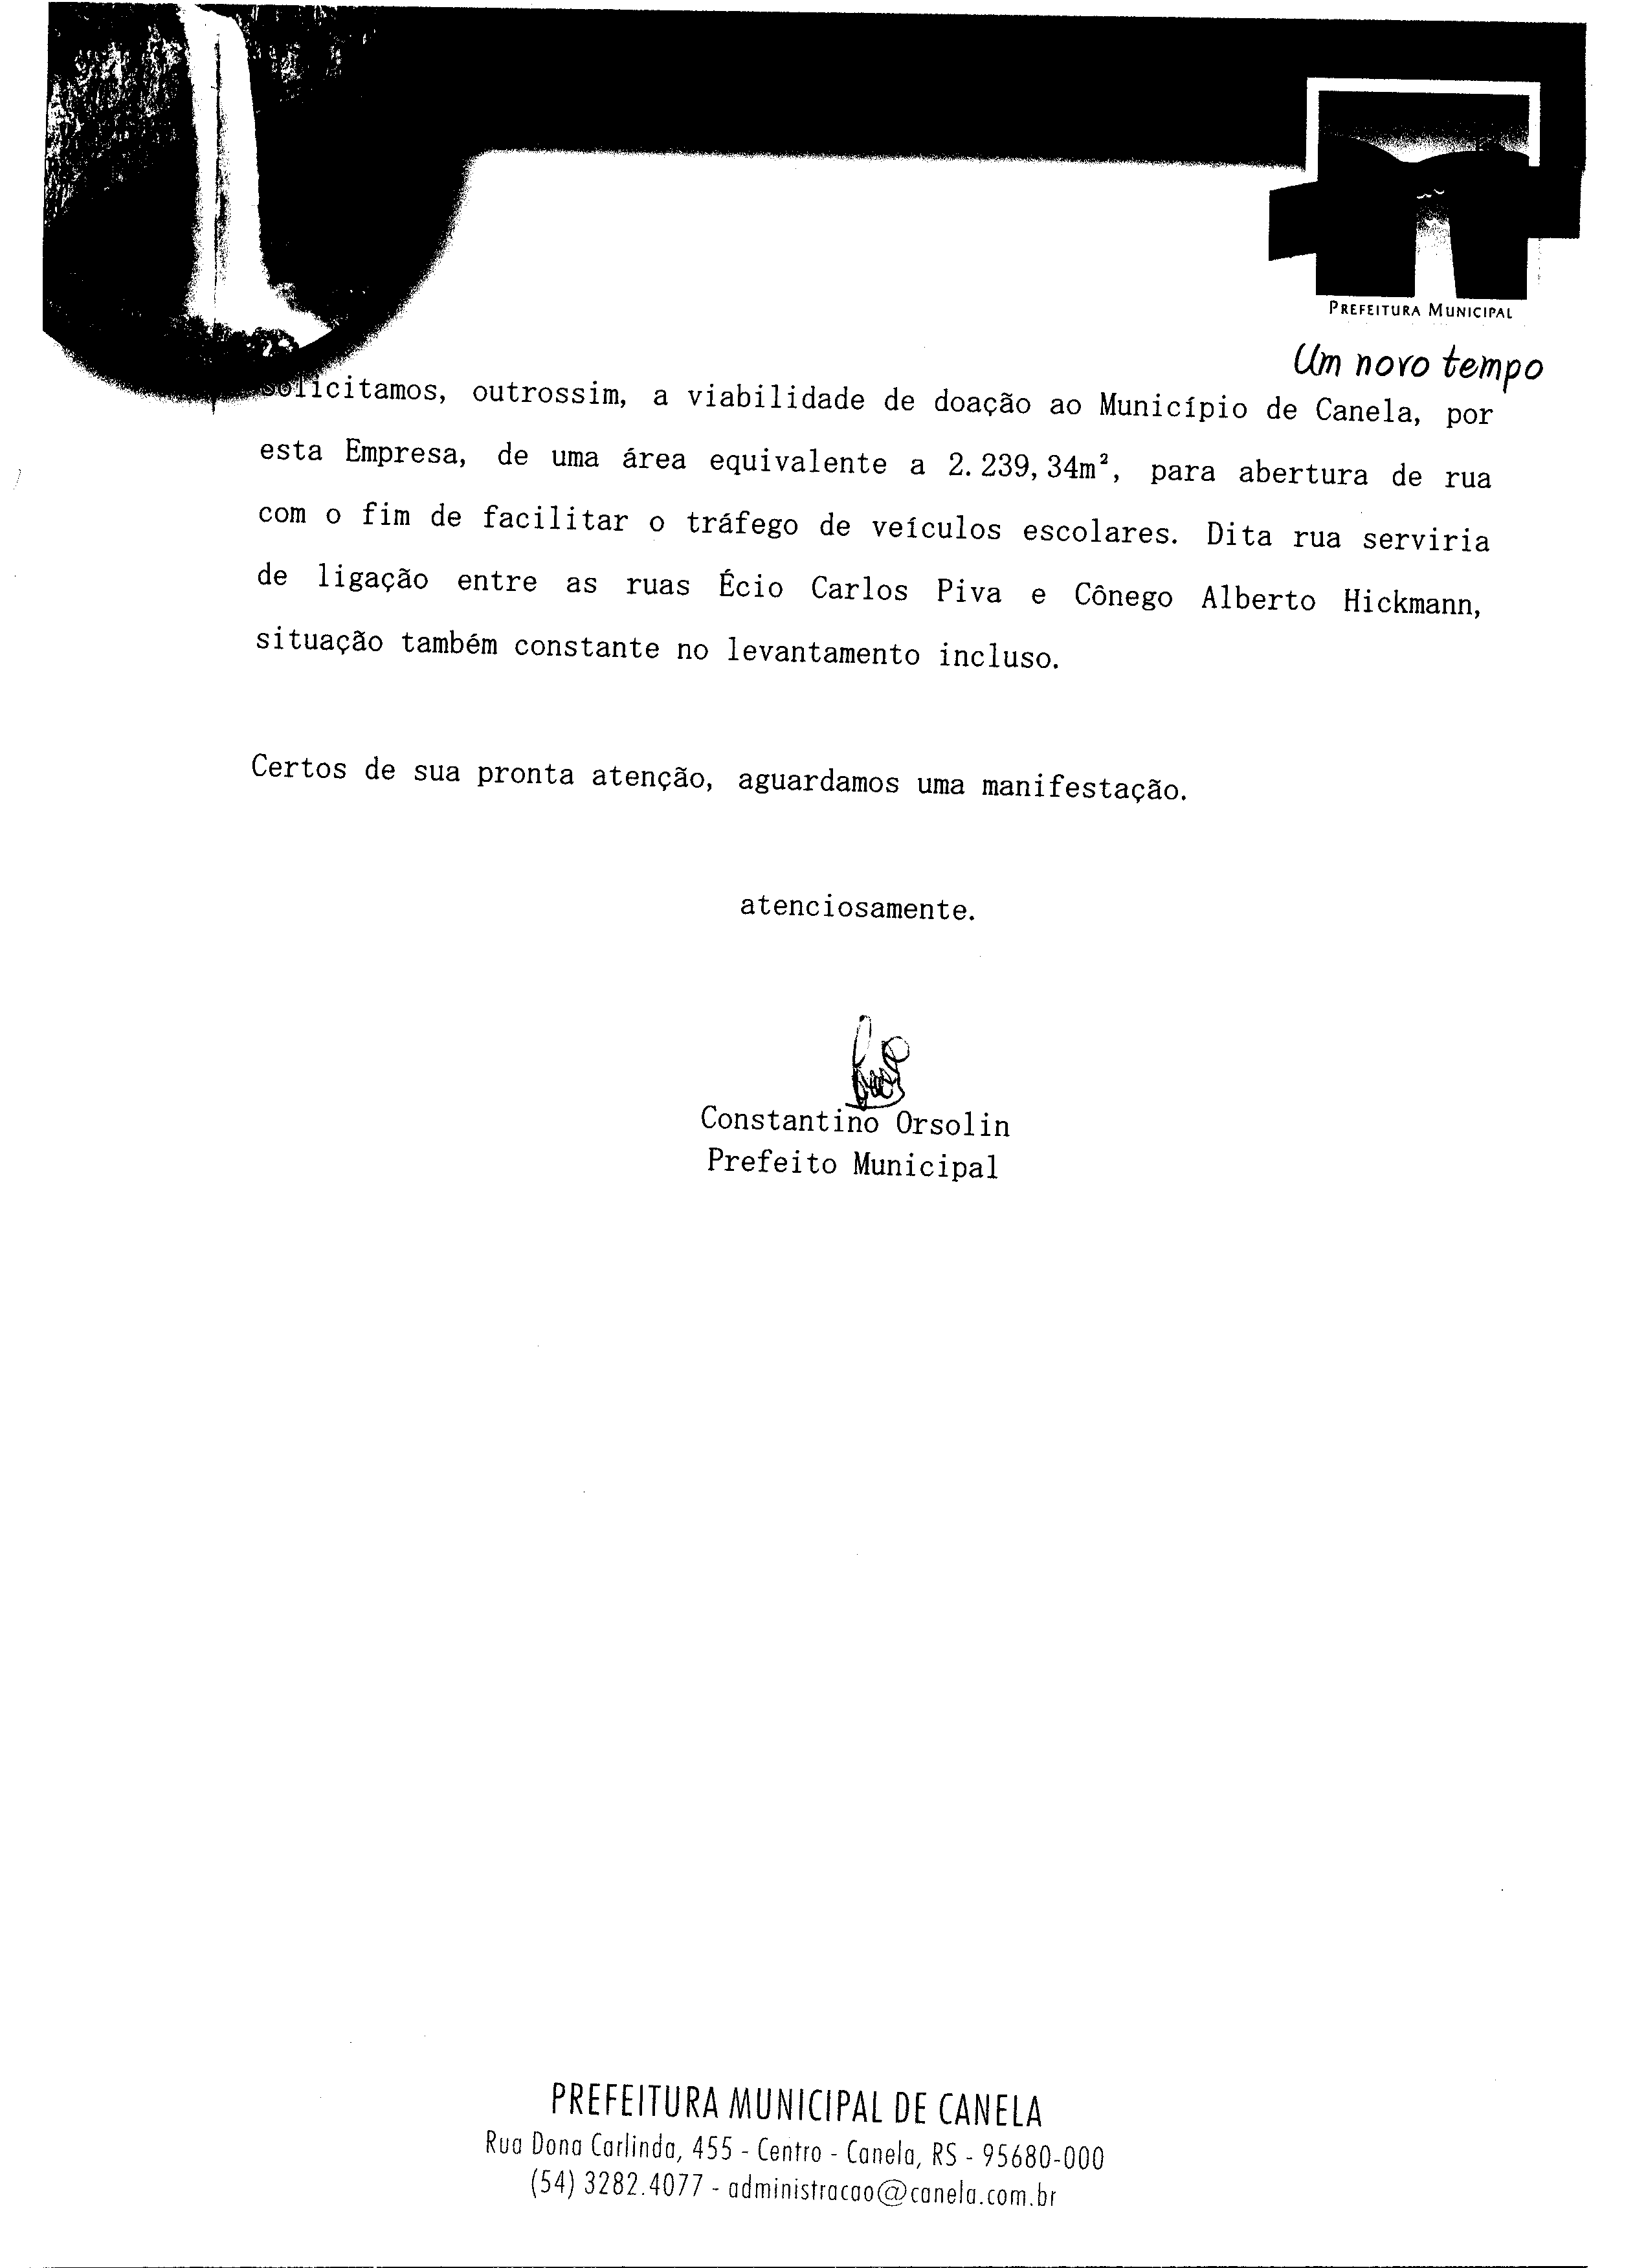 PREFEITURA MUNICIPAL
Um novo tempo
Solicitamos, outrossim, a viabilidade de doação ao Município de Canela, por
esta Empresa, de uma área equivalente a 2.239,34m², para abertura de rua
com o fim de facilitar o tráfego de veículos escolares. Dita rua serviria
de ligação entre as ruas Écio Carlos Piva e Cônego Alberto Hickmann,
situação também constante no levantamento incluso.
Certos de sua pronta atenção, aguardamos uma manifestação.
atenciosamente.
Constantino Orsolin
Prefeito Municipal
PREFEITURA MUNICIPAL DE CANELA
Rua Dona Carlinda, 455 - Centro - Canela, RS - 95680-000
(54) 3282.4077 - administracao@canela.com.br